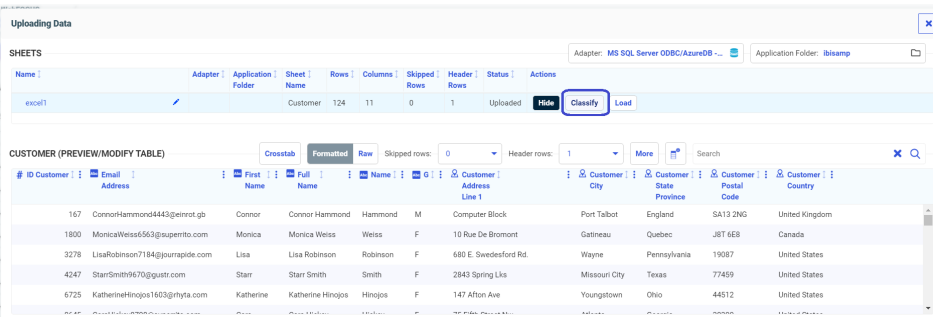 Uploading Data
SHEETS
Adapter: MS SQL Server ODBC/AzureDB -...
Application Folder: ibisamp
Name Adapter Application Folder Sheet Name Rows Columns Skipped Rows Header Rows Status Actions
excel1 Customer 124 11 0 1 Uploaded Hide Classify Load
CUSTOMER (PREVIEW/MODIFY TABLE) Crosstab Formatted Raw Skipped rows: 0 Header rows: 1 More Search
# ID Customer Abc Email Address Abc First Name Abc Full Name Abc Name Abc G Customer Address Line 1 Customer City Customer State Province Customer Postal Code Customer Country
167 ConnorHammond4443@einrot.gb Connor Connor Hammond Hammond M Computer Block Port Talbot England SA13 2NG United Kingdom
1800 MonicaWeiss6563@superrito.com Monica Monica Weiss Weiss F 10 Rue De Bromont Gatineau Quebec J8T 6E8 Canada
3278 LisaRobinson7184@jourrapide.com Lisa Lisa Robinson Robinson F 680 E. Swedesford Rd. Wayne Pennsylvania 19087 United States
4247 StarrSmith9670@gustr.com Starr Starr Smith Smith F 2843 Spring Lks Missouri City Texas 77459 United States
6725 KatherineHinojos1603@rhyta.com Katherine Katherine Hinojos Hinojos F 147 Afton Ave Youngstown Ohio 44512 United States